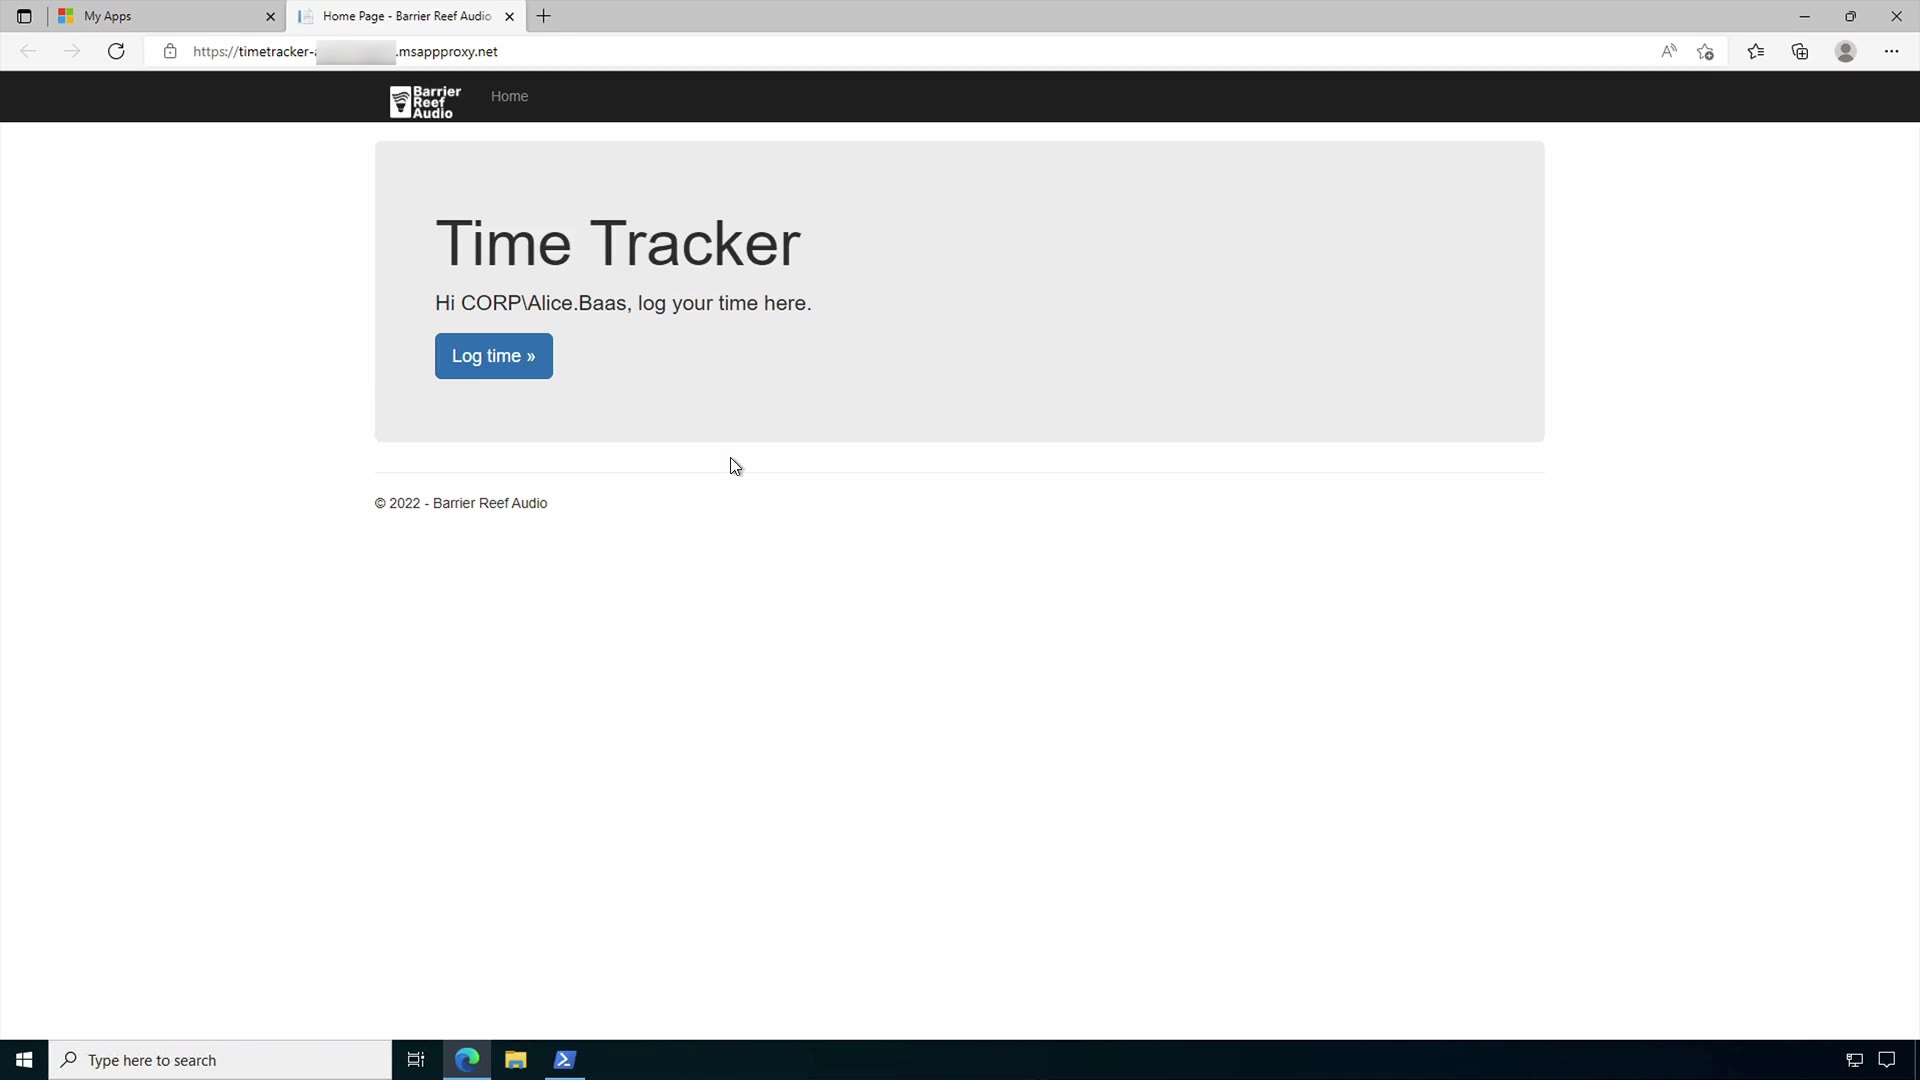 My Apps
Home Page - Barrier Reef Audio
https://timetracker-
.msappproxy.net
Barrier
Reef
Audio
Home
Time Tracker
Hi CORP\Alice.Baas, log your time here.
Log time »
© 2022 - Barrier Reef Audio
Type here to search